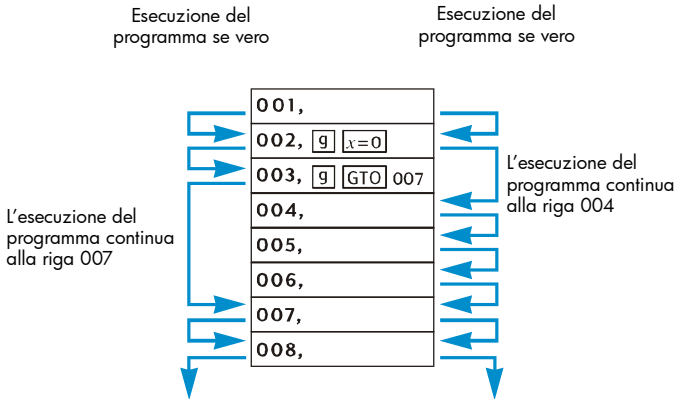 Esecuzione del
programma se vero
Esecuzione del
programma se vero
001,
002, g x=0
003, g GTO 007
004,
005,
006,
007,
008,
L'esecuzione del
programma continua
alla riga 007
L'esecuzione del
programma continua
alla riga 004